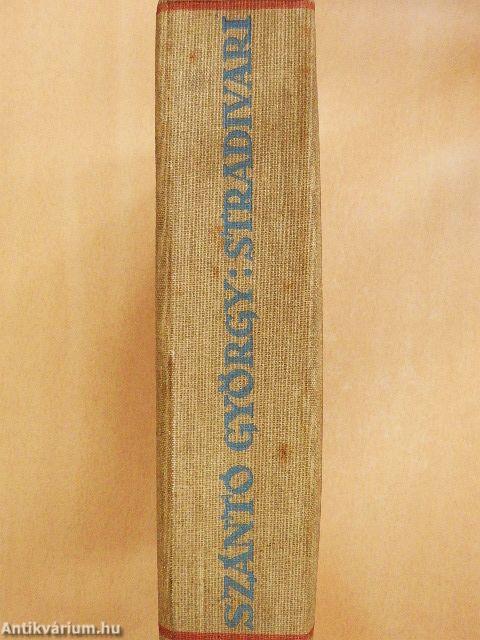 SZÁNTÓ GYÖRGY: STRADIVARI
Antikvárium.hu